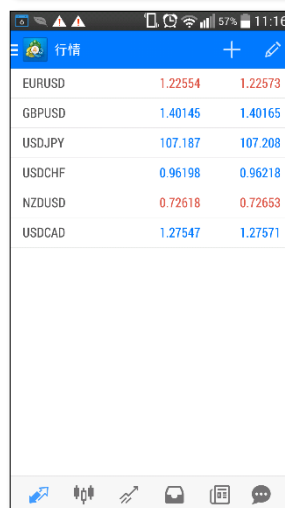 57% 11:16
行情
EURUSD 1.22554 1.22573
GBPUSD 1.40145 1.40165
USDJPY 107.187 107.208
USDCHF 0.96198 0.96218
NZDUSD 0.72618 0.72653
USDCAD 1.27547 1.27571